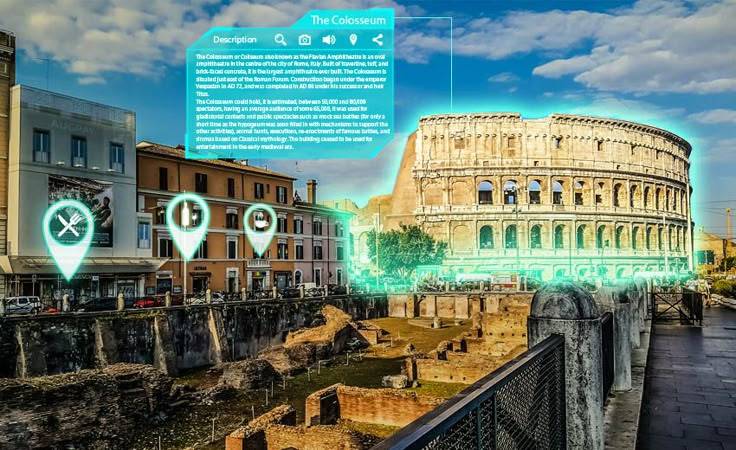 The Colosseum
Description
The Colosseum or Coliseum also known as the Flavian Amphitheatre is an oval
amphitheatre in the centre of the city of Rome, Italy. Built of travertine, tuff, and
brick-faced concrete, it is the largest amphitheatre ever built. The Colosseum is
situated just east of the Roman Forum. Construction began under the emperor
Vespasian in AD 72, and was completed in AD 80 under his successor and heir
Titus.
The Colosseum could hold, it is estimated, between 50,000 and 80,000
spectators, having an average audience of some 65,000, it was used for
gladiatorial contests and public spectacles such as mock sea battles (for only a
short time as the hypogeum was soon filled in with mechanisms to support the
other activities), animal hunts, executions, re-enactments of famous battles, and
dramas based on Classical mythology. The building ceased to be used for
entertainment in the early medieval era.